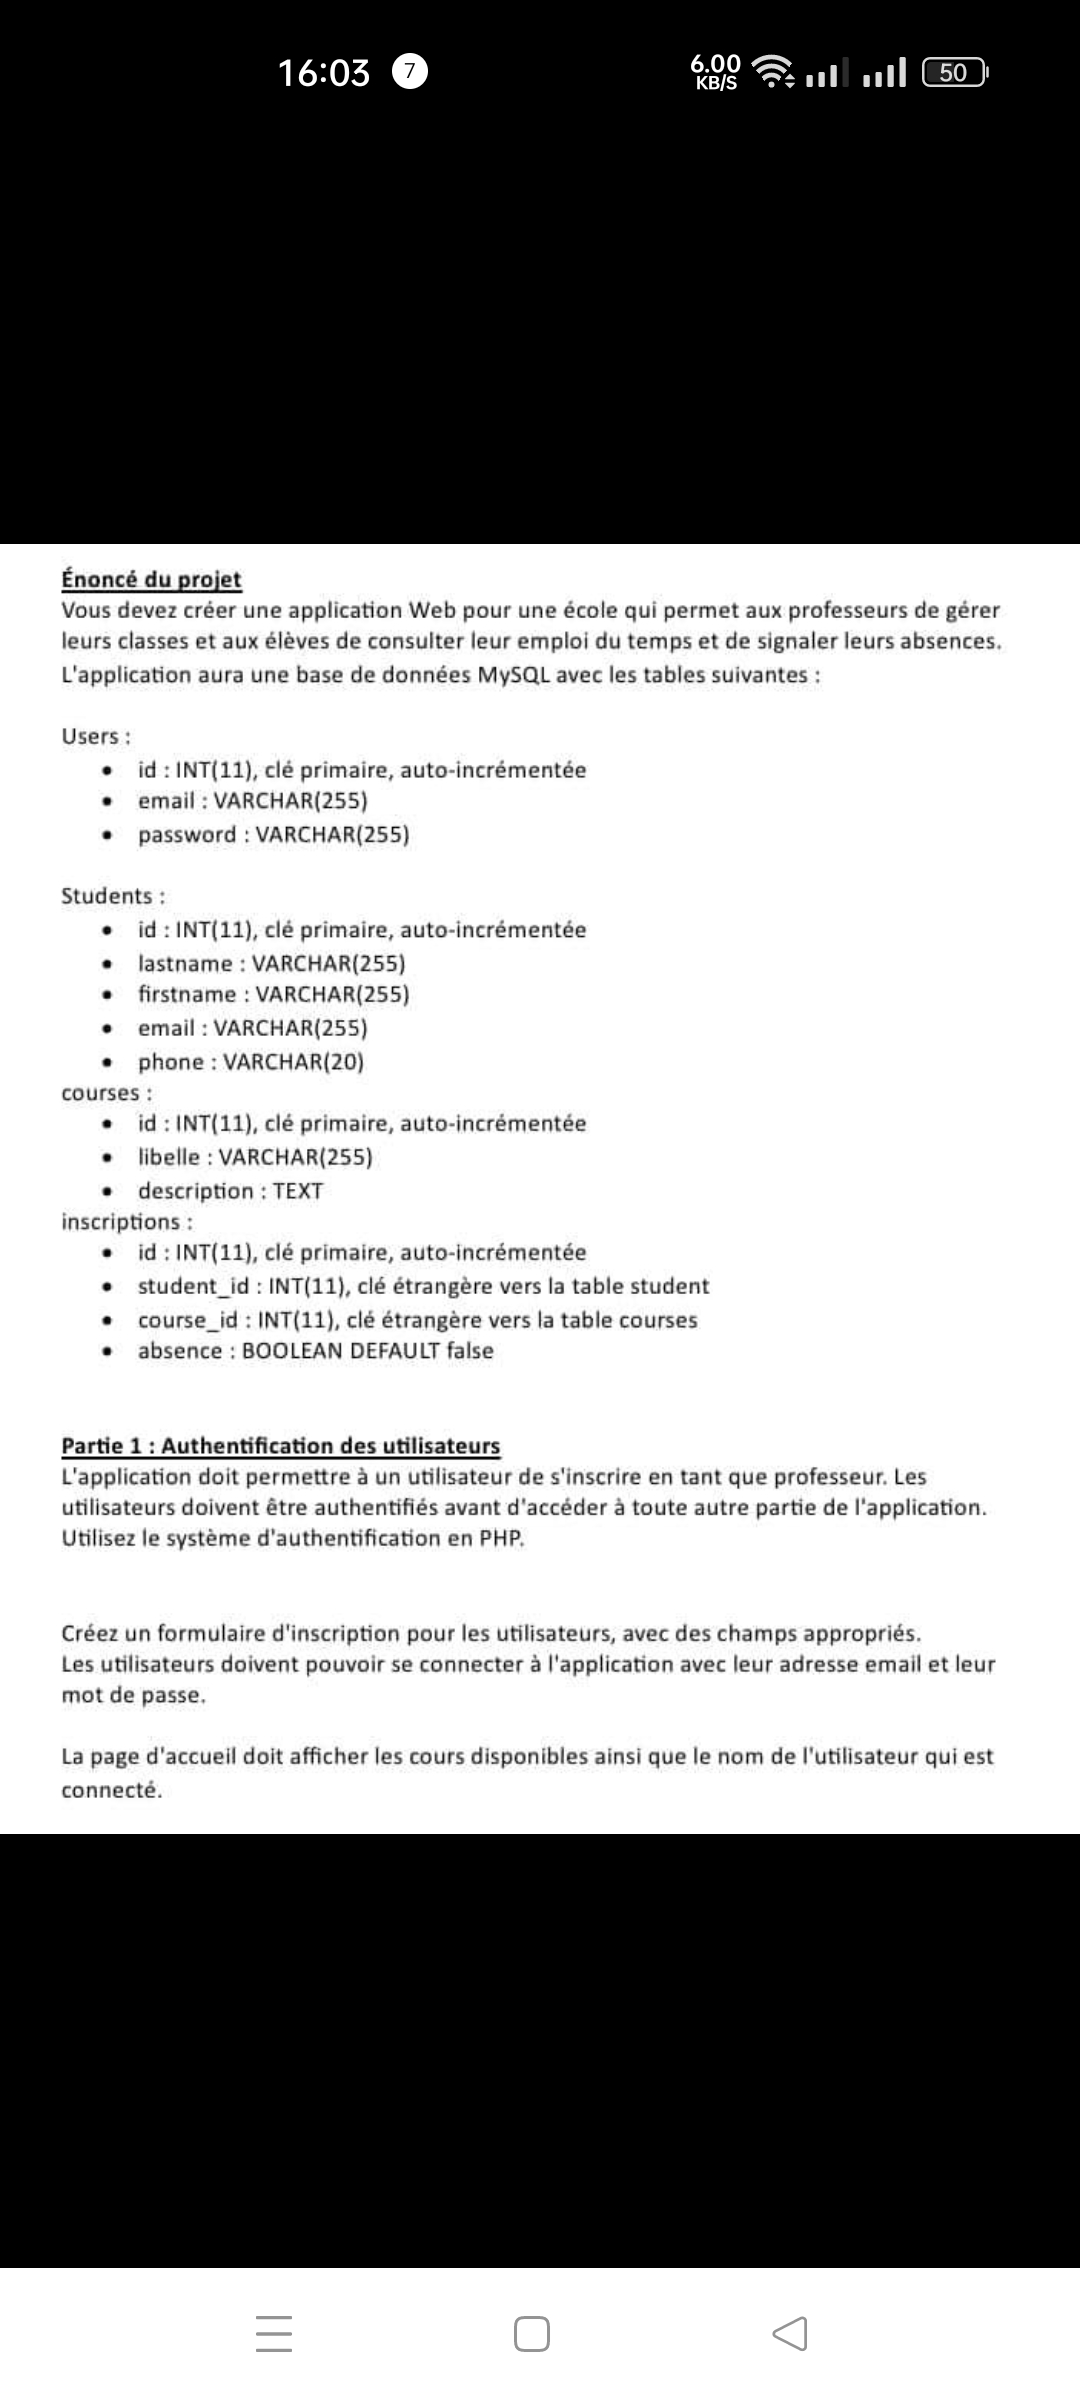 16:03 7 6.00 KB/S 50
Énoncé du projet
Vous devez créer une application Web pour une école qui permet aux professeurs de gérer
leurs classes et aux élèves de consulter leur emploi du temps et de signaler leurs absences.
L'application aura une base de données MySQL avec les tables suivantes :
Users :
• id : INT(11), clé primaire, auto-incrémentée
• email : VARCHAR(255)
• password : VARCHAR(255)
Students :
• id : INT(11), clé primaire, auto-incrémentée
• lastname : VARCHAR(255)
• firstname : VARCHAR(255)
• email : VARCHAR(255)
• phone : VARCHAR(20)
courses :
• id : INT(11), clé primaire, auto-incrémentée
• libelle : VARCHAR(255)
• description : TEXT
inscriptions :
• id : INT(11), clé primaire, auto-incrémentée
• student_id : INT(11), clé étrangère vers la table student
• course_id : INT(11), clé étrangère vers la table courses
• absence : BOOLEAN DEFAULT false
Partie 1 : Authentification des utilisateurs
L'application doit permettre à un utilisateur de s'inscrire en tant que professeur. Les
utilisateurs doivent être authentifiés avant d'accéder à toute autre partie de l'application.
Utilisez le système d'authentification en PHP.
Créez un formulaire d'inscription pour les utilisateurs, avec des champs appropriés.
Les utilisateurs doivent pouvoir se connecter à l'application avec leur adresse email et leur
mot de passe.
La page d'accueil doit afficher les cours disponibles ainsi que le nom de l'utilisateur qui est
connecté.